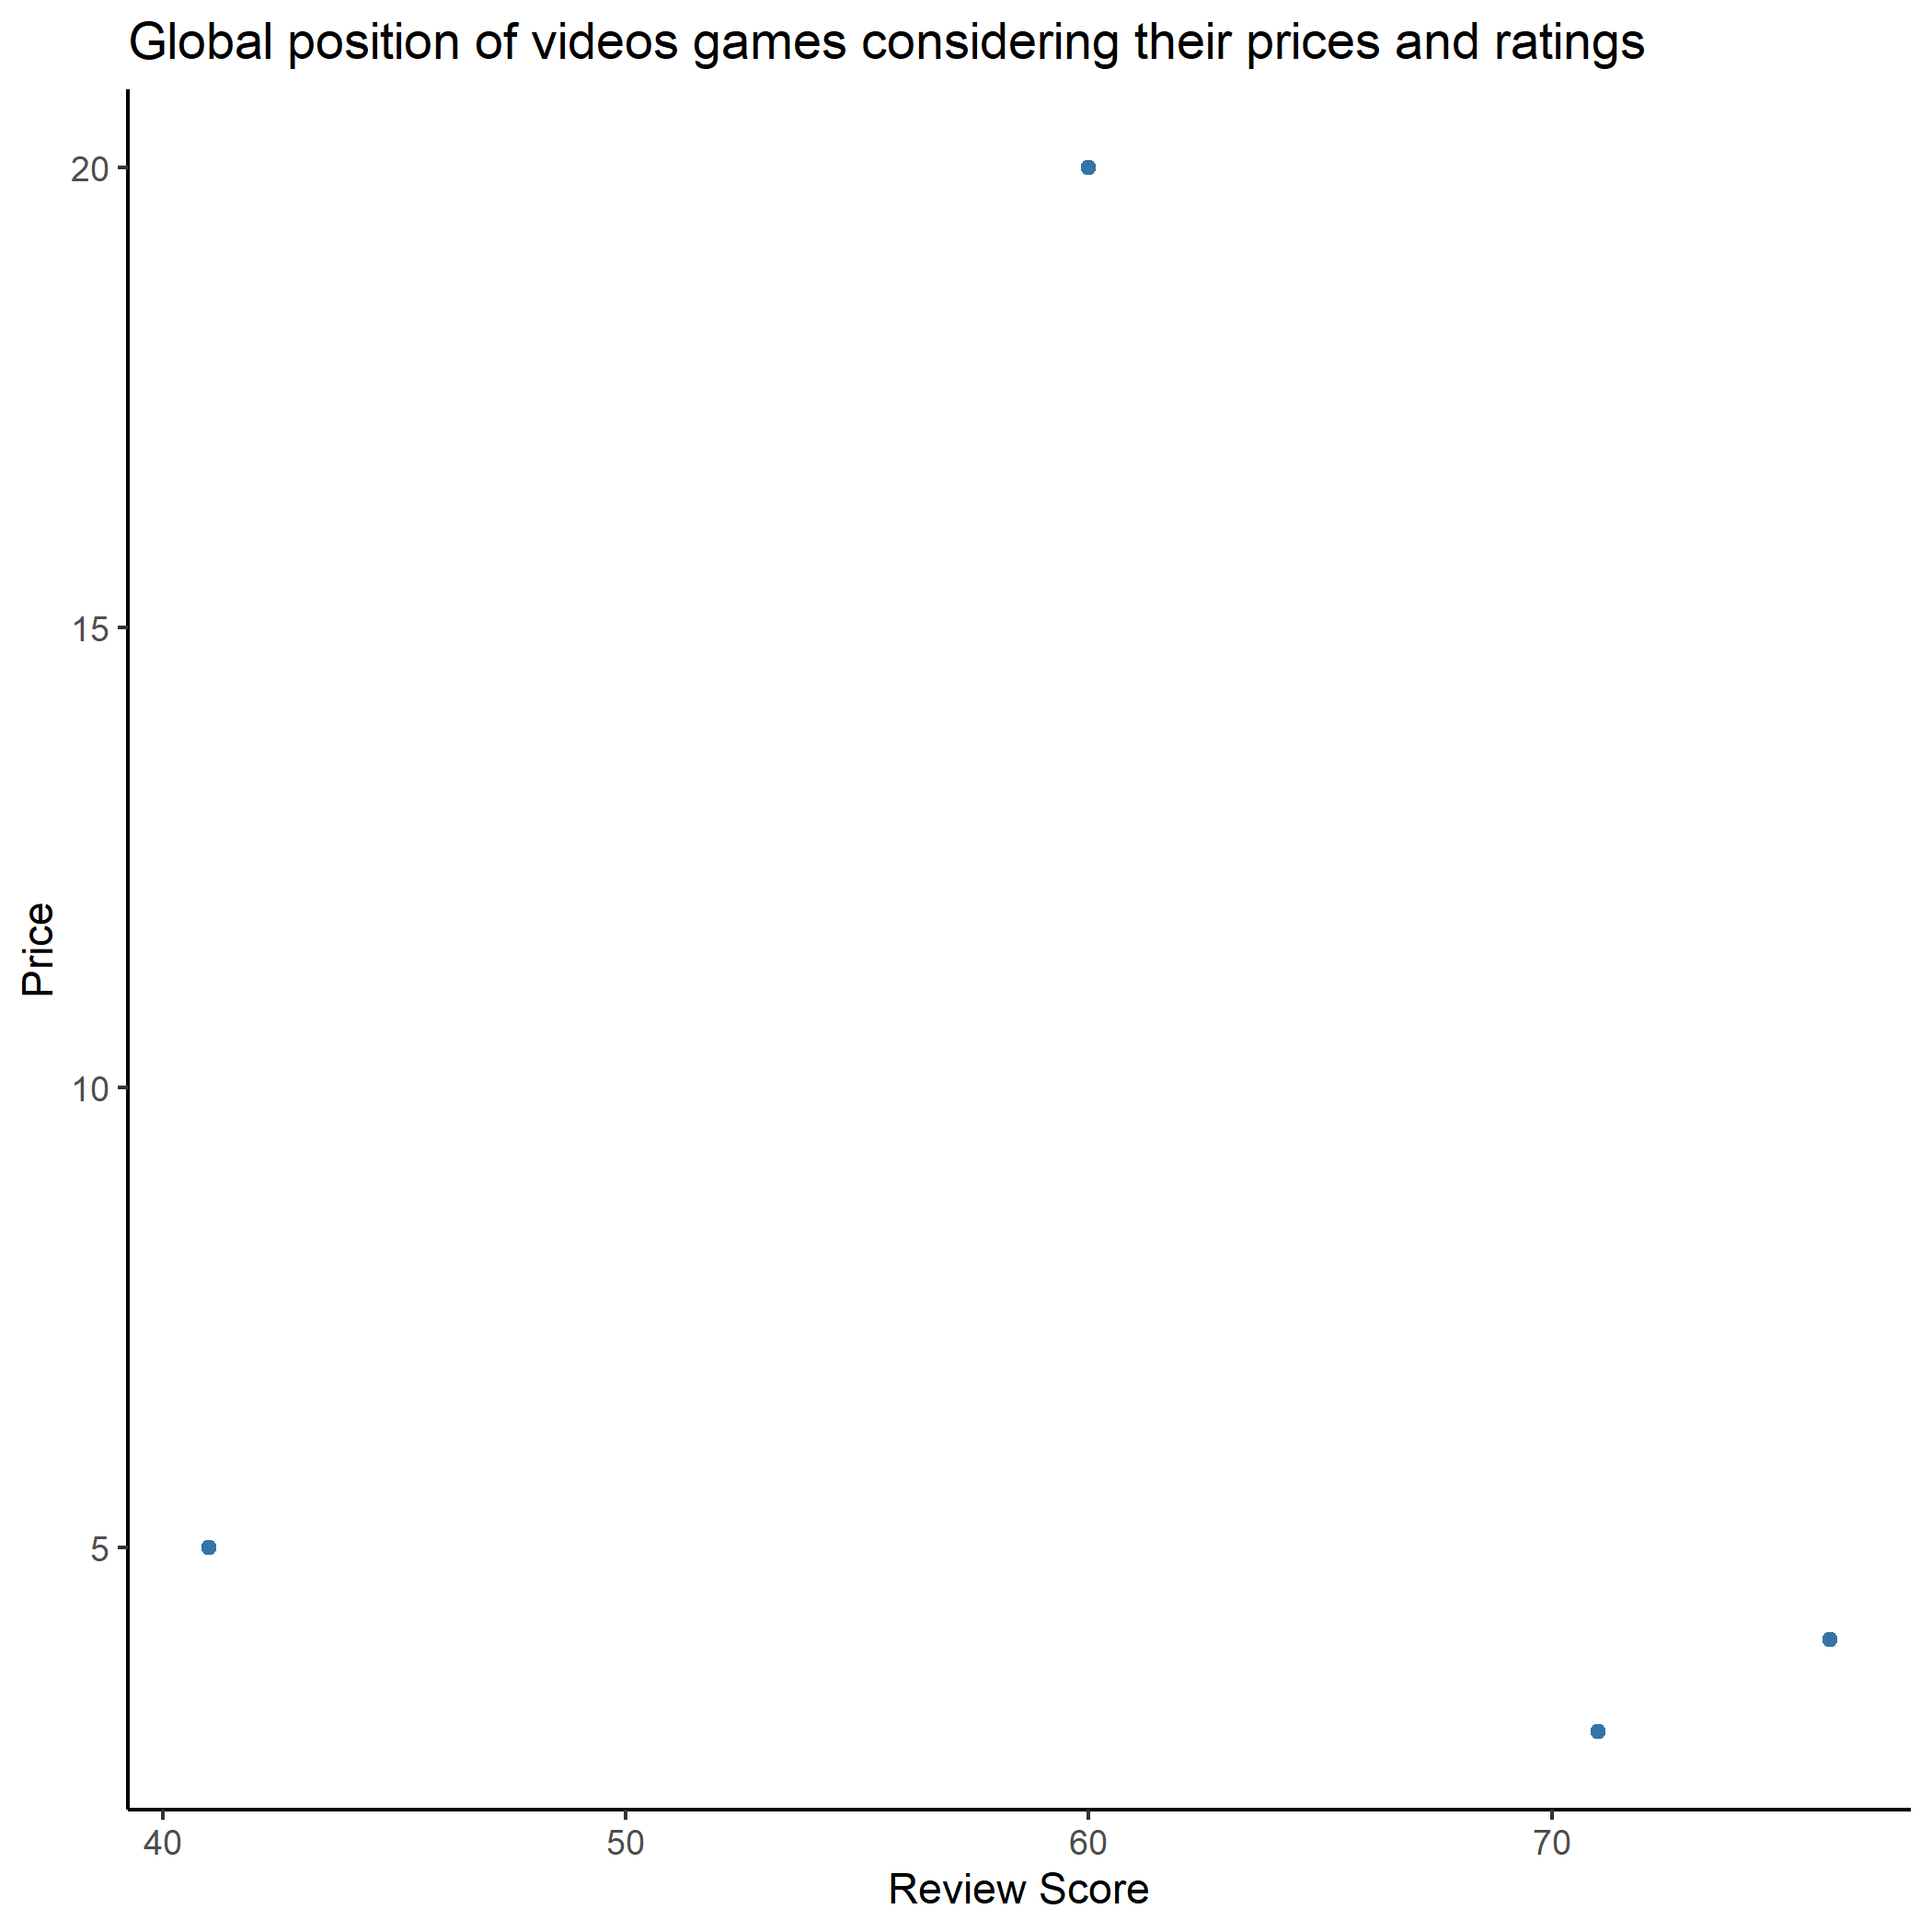 Global position of videos games considering their prices and ratings
20
15
10
5
Price
40 50 60 70
Review Score